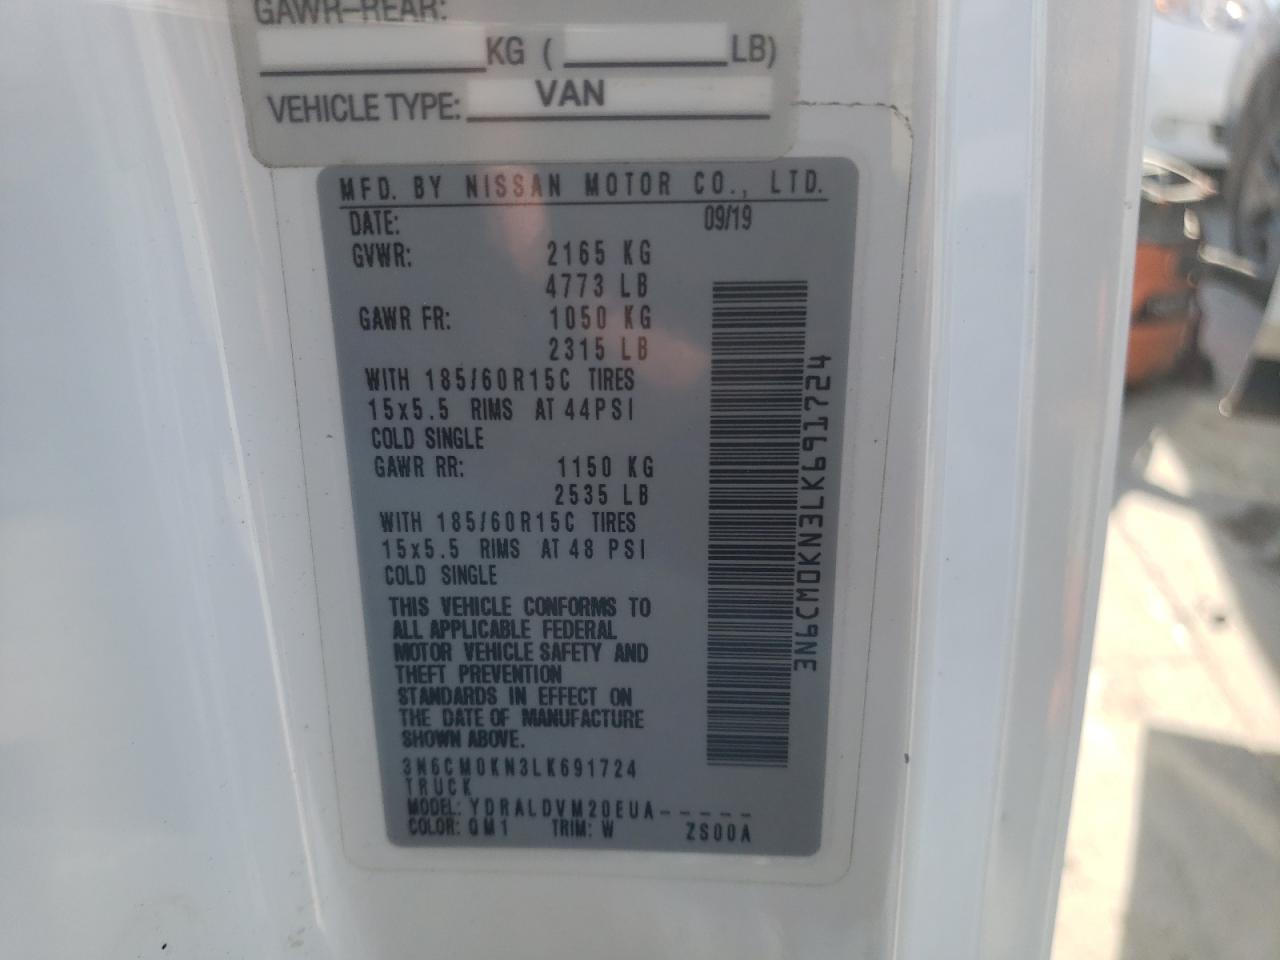 GAWR-REAR:
KG ( LB)
VEHICLE TYPE: VAN
MFD. BY NISSAN MOTOR CO., LTD.
DATE: 09/19
GVWR: 2165 KG
4773 LB
GAWR FR: 1050 KG
2315 LB
WITH 185/60R15C TIRES
15x5.5 RIMS AT 44PSI
COLD SINGLE
GAWR RR: 1150 KG
2535 LB
WITH 185/60R15C TIRES
15x5.5 RIMS AT 48 PSI
COLD SINGLE
THIS VEHICLE CONFORMS TO
ALL APPLICABLE FEDERAL
MOTOR VEHICLE SAFETY AND
THEFT PREVENTION
STANDARDS IN EFFECT ON
THE DATE OF MANUFACTURE
SHOWN ABOVE.
3N6CM0KN3LK691724
TRUCK
MODEL: YDRALDVM20EUA-----
COLOR: QM1 TRIM: W ZS00A
3N6CM0KN3LK691724